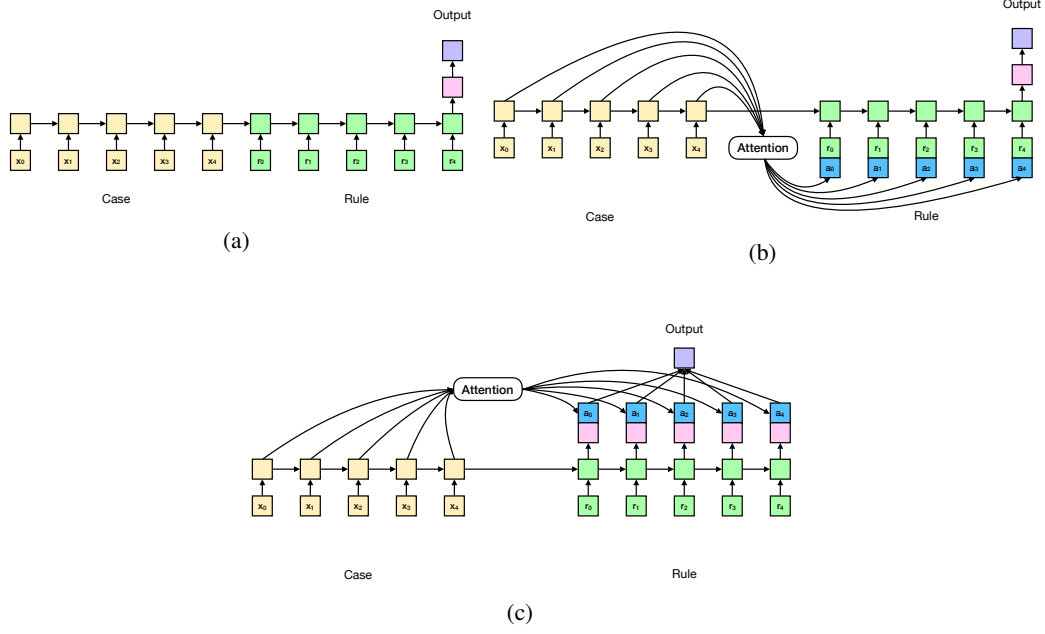 Output
x₀ x₁ x₂ x₃ x₄ r₀ r₁ r₂ r₃ r₄
Case Rule
(a)
Output
x₀ x₁ x₂ x₃ x₄ Attention r₀ r₁ r₂ r₃ r₄
a₀ a₁ a₂ a₃ a₄
Case Rule
(b)
Output
Attention
a₀ a₁ a₂ a₃ a₄
x₀ x₁ x₂ x₃ x₄ r₀ r₁ r₂ r₃ r₄
Case Rule
(c)